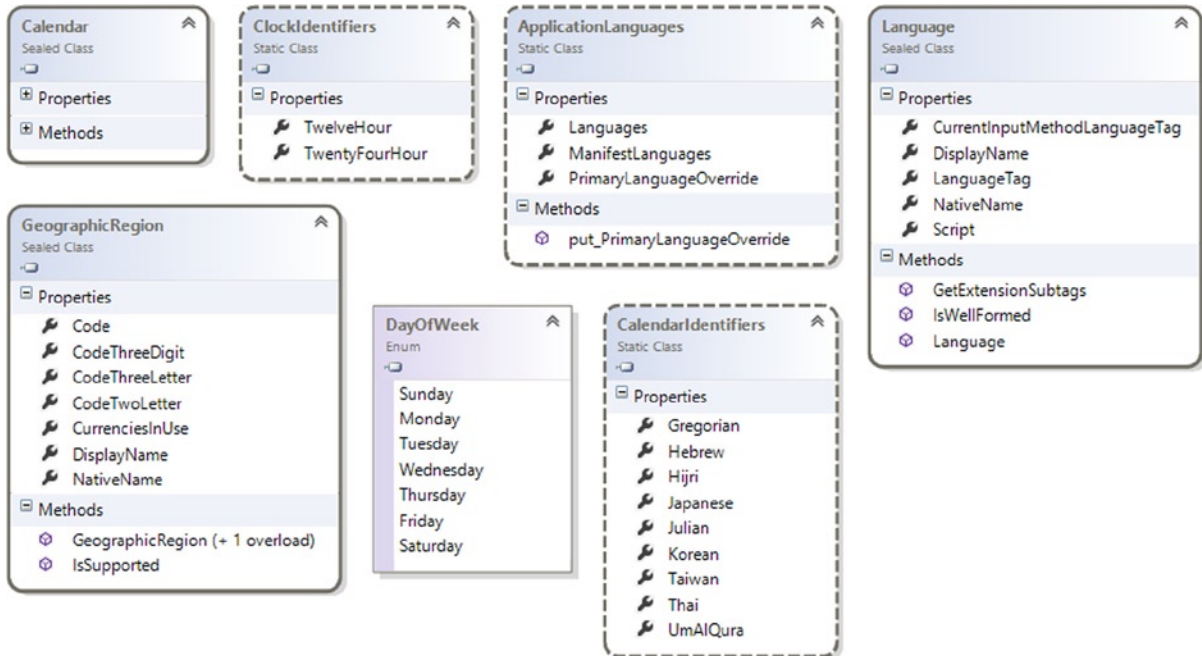 Calendar
Sealed Class
Properties
Methods
ClockIdentifiers
Static Class
Properties
TwelveHour
TwentyFourHour
ApplicationLanguages
Static Class
Properties
Languages
ManifestLanguages
PrimaryLanguageOverride
Methods
put_PrimaryLanguageOverride
Language
Sealed Class
Properties
CurrentInputMethodLanguageTag
DisplayName
LanguageTag
NativeName
Script
Methods
GetExtensionSubtags
IsWellFormed
Language
GeographicRegion
Sealed Class
Properties
Code
CodeThreeDigit
CodeThreeLetter
CodeTwoLetter
CurrenciesInUse
DisplayName
NativeName
Methods
GeographicRegion (+ 1 overload)
IsSupported
DayOfWeek
Enum
Sunday
Monday
Tuesday
Wednesday
Thursday
Friday
Saturday
CalendarIdentifiers
Static Class
Properties
Gregorian
Hebrew
Hijri
Japanese
Julian
Korean
Taiwan
Thai
UmAlQura